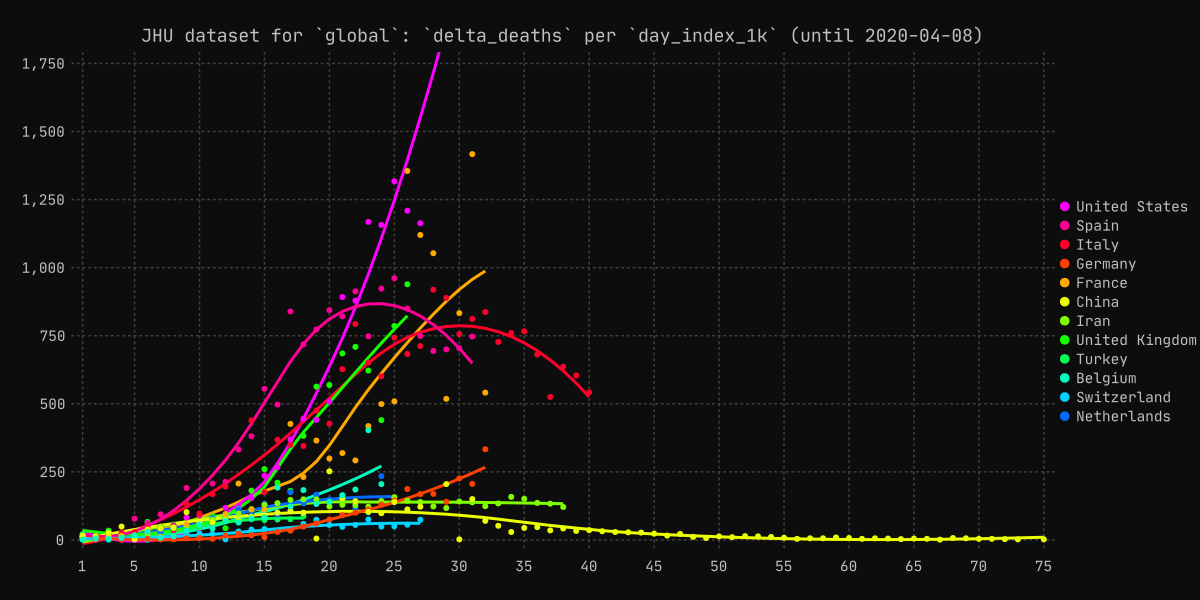 JHU dataset for `global`: `delta_deaths` per `day_index_1k` (until 2020-04-08)
1,750
1,500
1,250
1,000
750
500
250
0
1 5 10 15 20 25 30 35 40 45 50 55 60 65 70 75
United States
Spain
Italy
Germany
France
China
Iran
United Kingdom
Turkey
Belgium
Switzerland
Netherlands